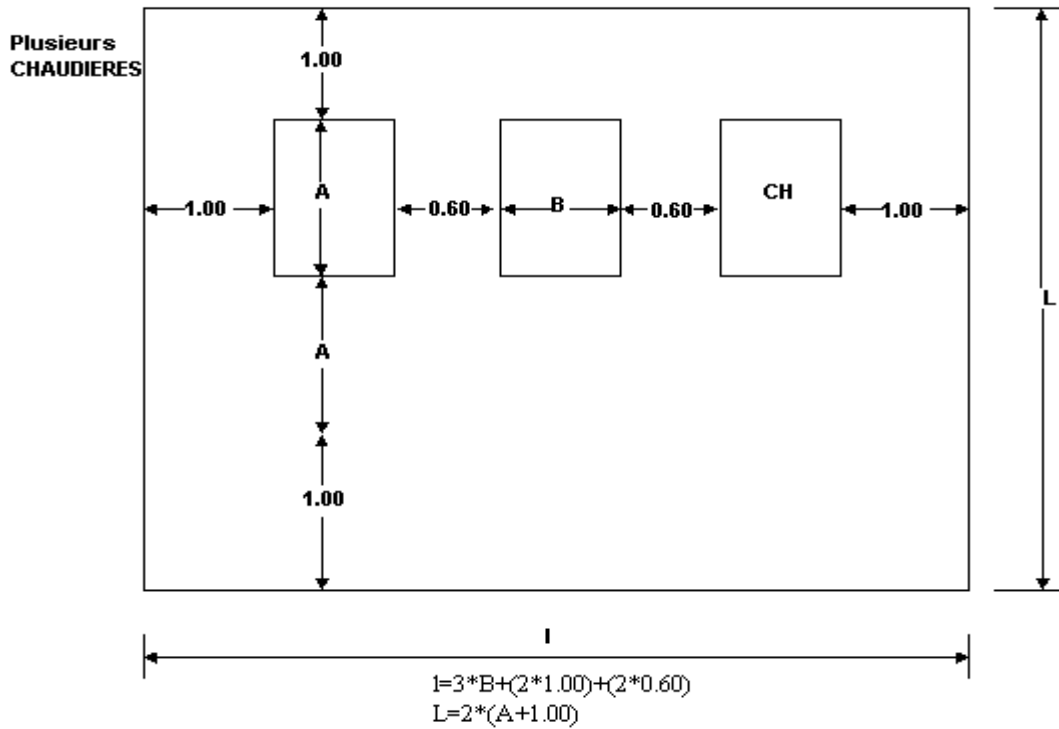 Plusieurs
CHAUDIERES
1.00
1.00
A
0.60
B
0.60
CH
1.00
L
A
1.00
l
l=3*B+(2*1.00)+(2*0.60)
L=2*(A+1.00)